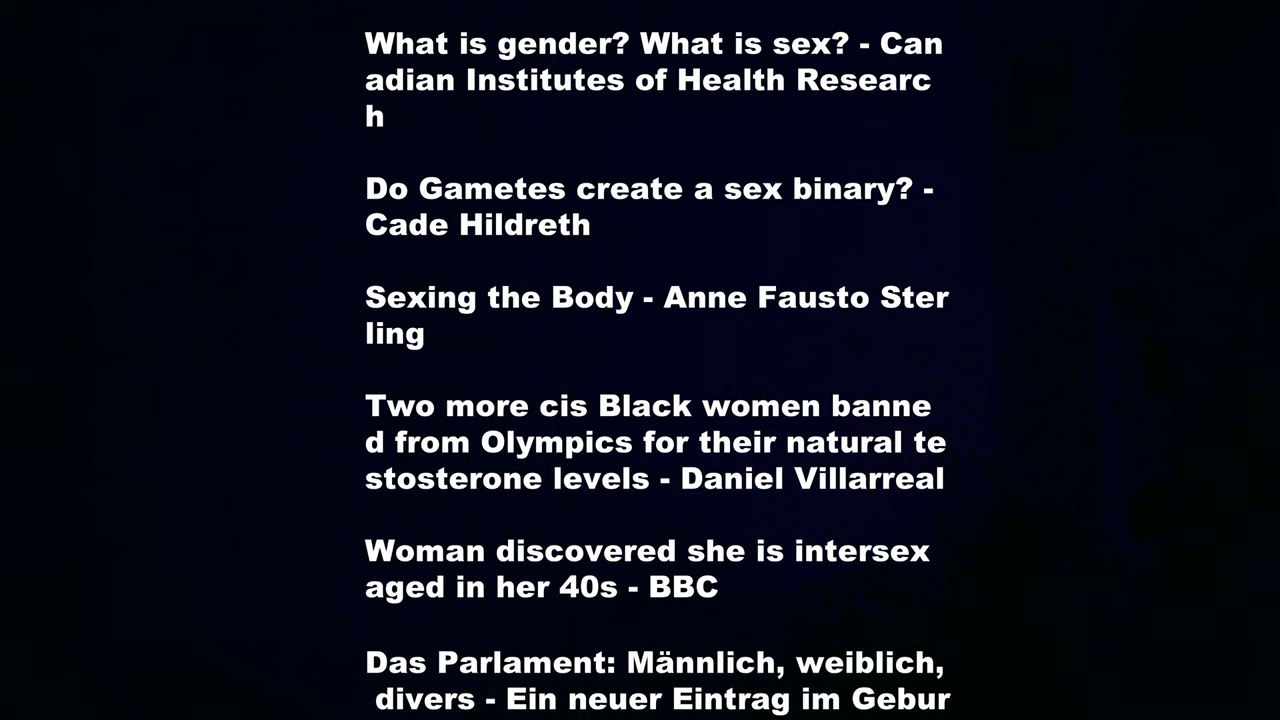 What is gender? What is sex? - Can
adian Institutes of Health Researc
h
Do Gametes create a sex binary? -
Cade Hildreth
Sexing the Body - Anne Fausto Ster
ling
Two more cis Black women banne
d from Olympics for their natural te
stosterone levels - Daniel Villarreal
Woman discovered she is intersex
aged in her 40s - BBC
Das Parlament: Männlich, weiblich,
divers - Ein neuer Eintrag im Gebur